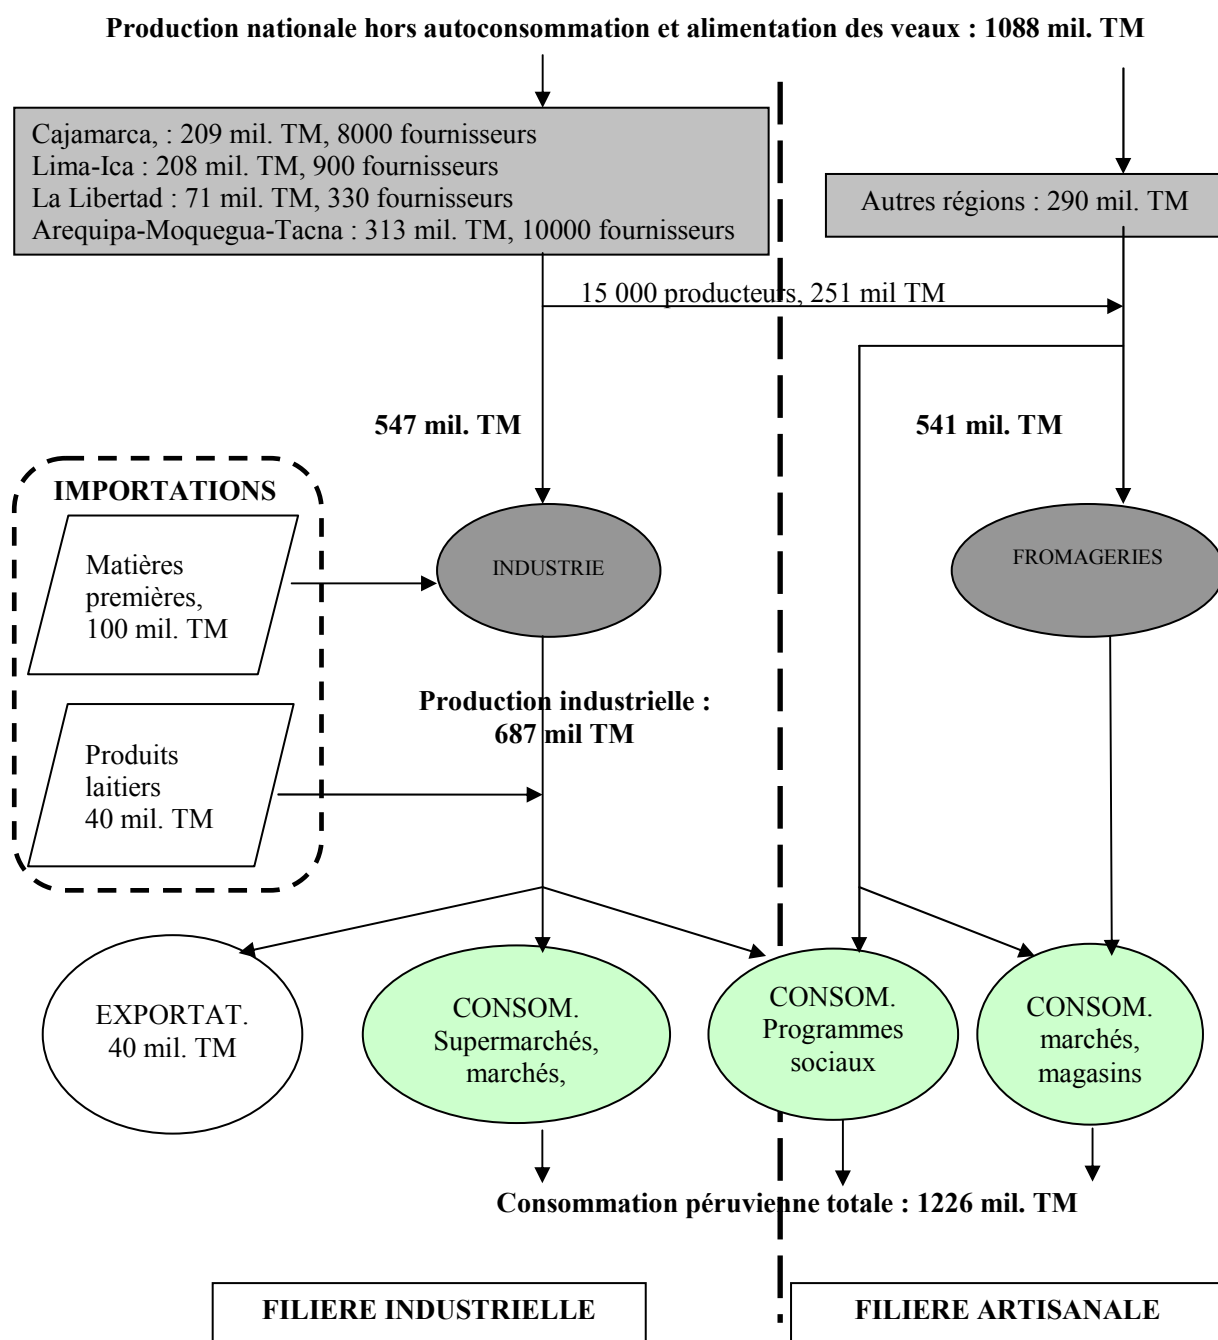 Production nationale hors autoconsommation et alimentation des veaux : 1088 mil. TM
Cajamarca, : 209 mil. TM, 8000 fournisseurs
Lima-Ica : 208 mil. TM, 900 fournisseurs
La Libertad : 71 mil. TM, 330 fournisseurs
Arequipa-Moquegua-Tacna : 313 mil. TM, 10000 fournisseurs
Autres régions : 290 mil. TM
15 000 producteurs, 251 mil TM
547 mil. TM
541 mil. TM
IMPORTATIONS
Matières
premières,
100 mil. TM
INDUSTRIE
FROMAGERIES
Production industrielle :
687 mil TM
Produits
laitiers
40 mil. TM
EXPORTAT.
40 mil. TM
CONSOM.
Supermarchés,
marchés,
CONSOM.
Programmes
sociaux
CONSOM.
marchés,
magasins
Consommation péruvienne totale : 1226 mil. TM
FILIERE INDUSTRIELLE
FILIERE ARTISANALE